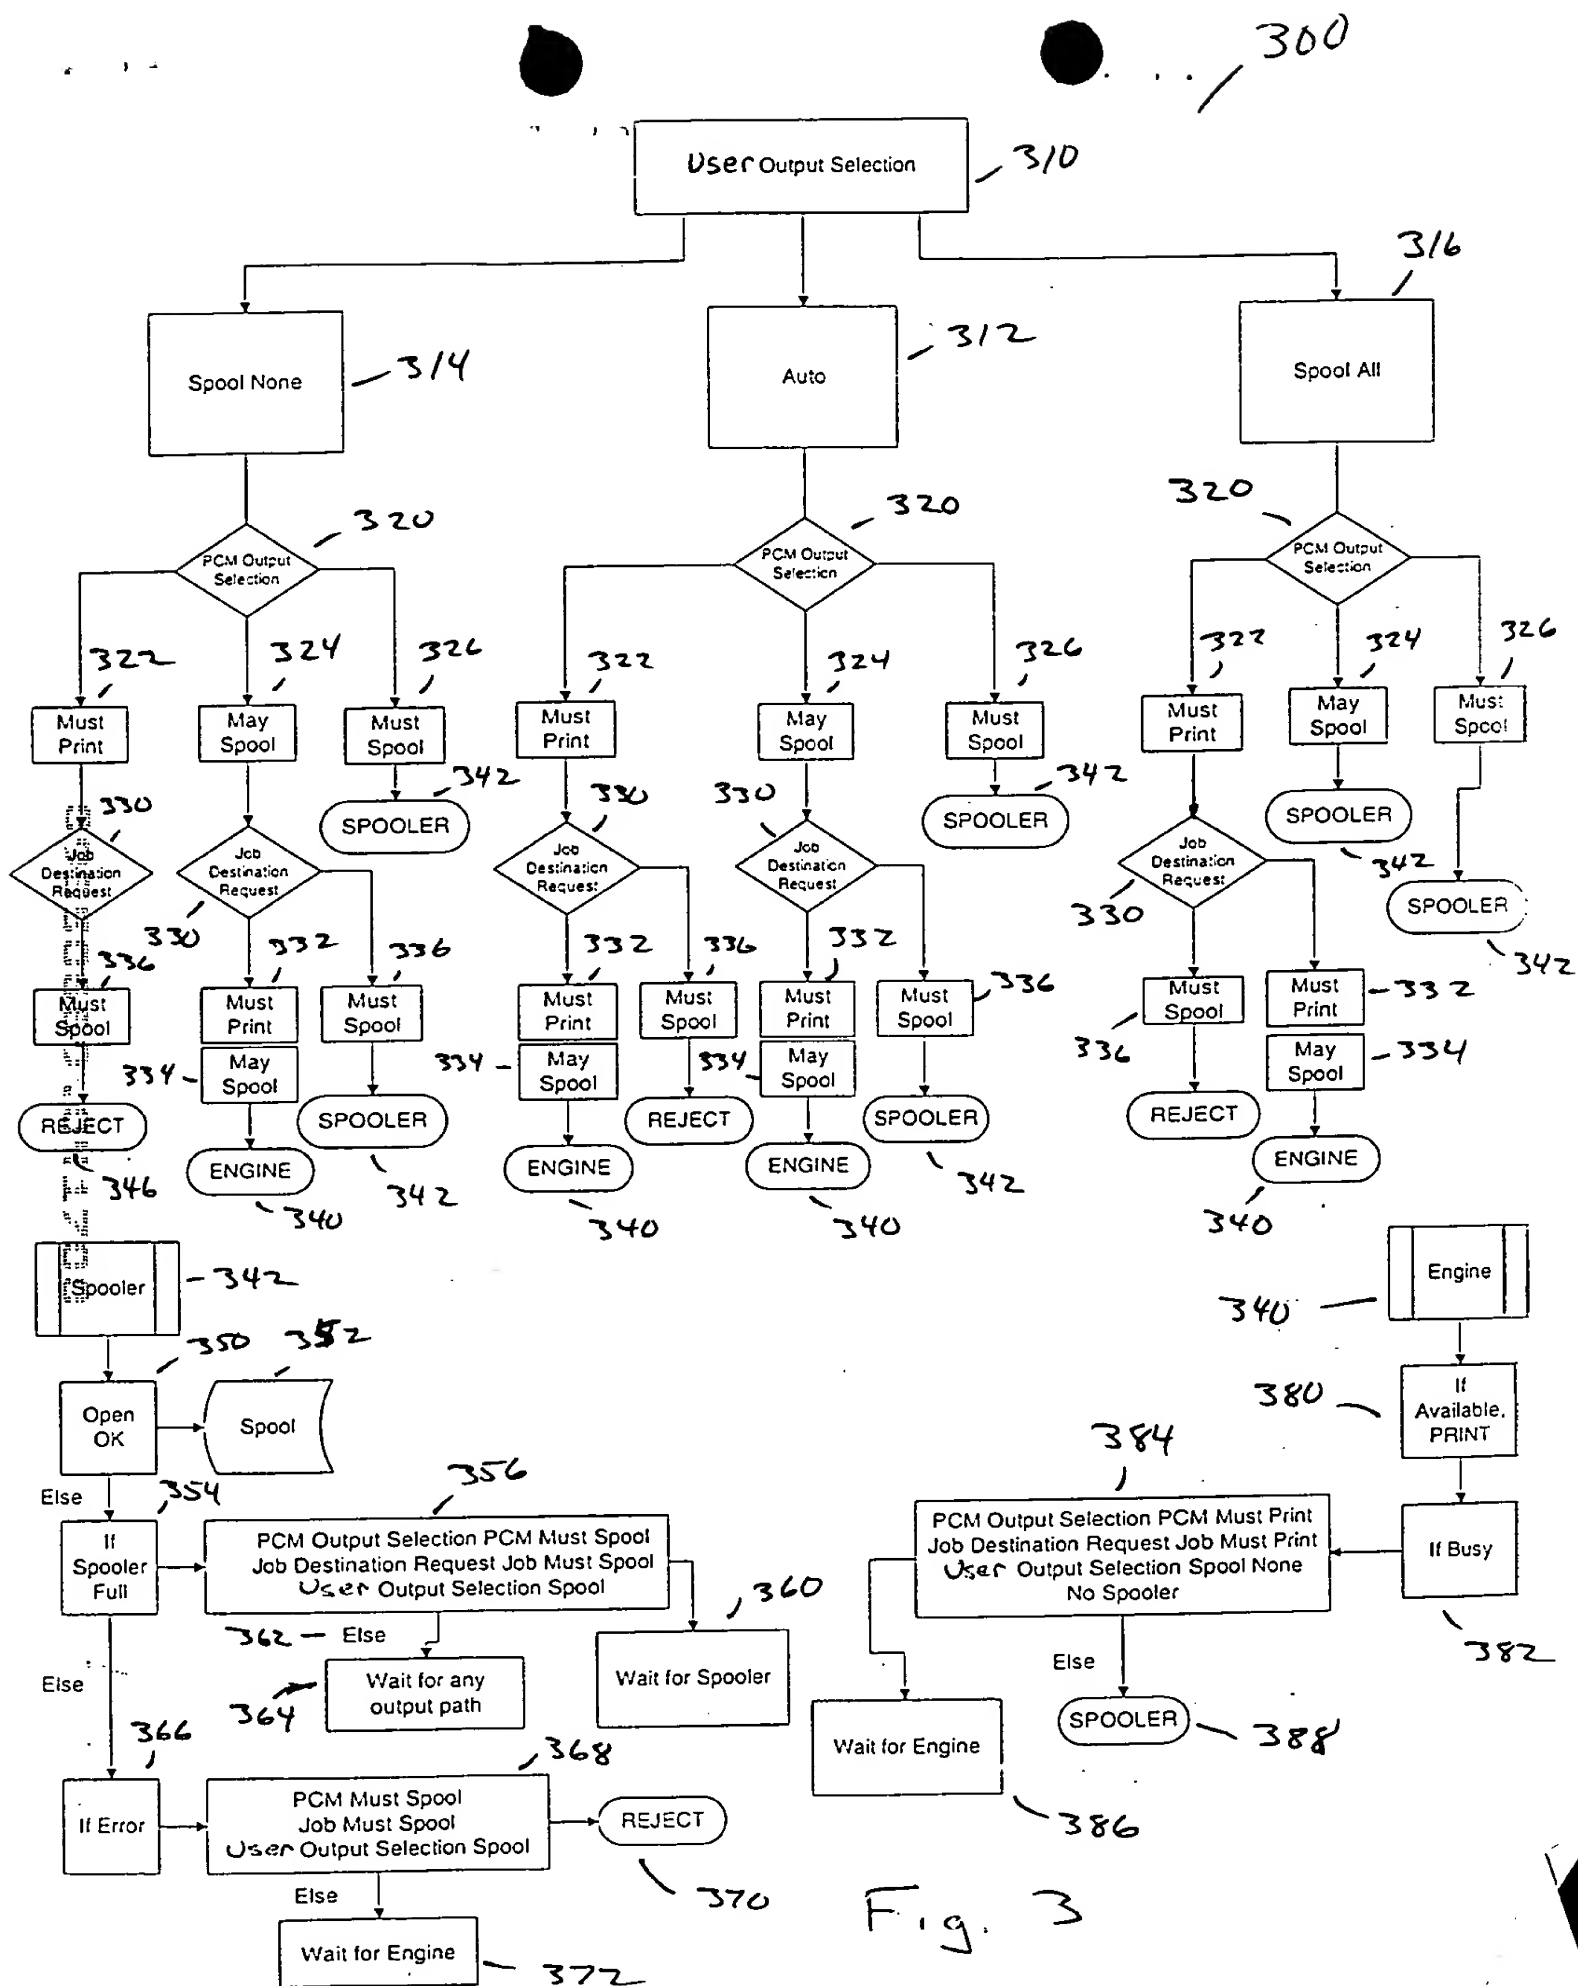 300
User Output Selection
310
316
312
314
Spool None
Auto
Spool All
320
320
320
PCM Output
Selection
PCM Output
Selection
PCM Output
Selection
322
324
326
322
324
326
322
324
326
Must
Print
May
Spool
Must
Spool
Must
Print
May
Spool
Must
Spool
Must
Print
May
Spool
Must
Spool
342
SPOOLER
342
SPOOLER
SPOOLER
342
SPOOLER
342
330
Job
Destination
Request
Job
Destination
Request
330
330
Job
Destination
Request
330
Job
Destination
Request
Job
Destination
Request
330
336
332
336
332
336
332
336
332
336
Must
Spool
Must
Print
Must
Spool
Must
Print
Must
Spool
Must
Print
Must
Spool
Must
Spool
Must
Print
334
May
Spool
334
May
Spool
334
May
Spool
May
Spool
334
REJECT
346
ENGINE
340
SPOOLER
342
ENGINE
340
REJECT
ENGINE
340
SPOOLER
342
REJECT
ENGINE
340
Spooler
342
350
352
Open
OK
Spool
Else
354
356
If
Spooler
Full
PCM Output Selection PCM Must Spool
Job Destination Request Job Must Spool
User Output Selection Spool
360
362
Else
Wait for any
output path
364
Wait for Spooler
Else
366
368
If Error
PCM Must Spool
Job Must Spool
User Output Selection Spool
REJECT
370
Else
Wait for Engine
372
Engine
340
380
If
Available,
PRINT
384
PCM Output Selection PCM Must Print
Job Destination Request Job Must Print
User Output Selection Spool None
No Spooler
If Busy
382
Else
SPOOLER
388
Wait for Engine
386
Fig. 3